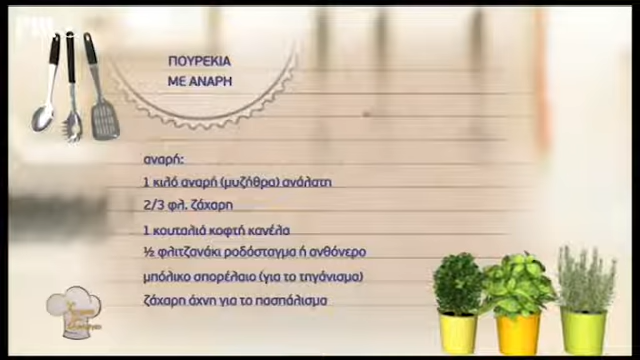 ΠΟΥΡΕΚΙΑ
ΜΕ ΑΝΑΡΗ
αναρή:
1 κιλό αναρή (μυζήθρα) ανάλατη
2/3 φλ. ζάχαρη
1 κουταλιά κοφτή κανέλα
½ φλιτζανάκι ροδόσταγμα ή ανθόνερο
μπόλικο σπορέλαιο (για το τηγάνισμα)
ζάχαρη άχνη για το πασπάλισμα